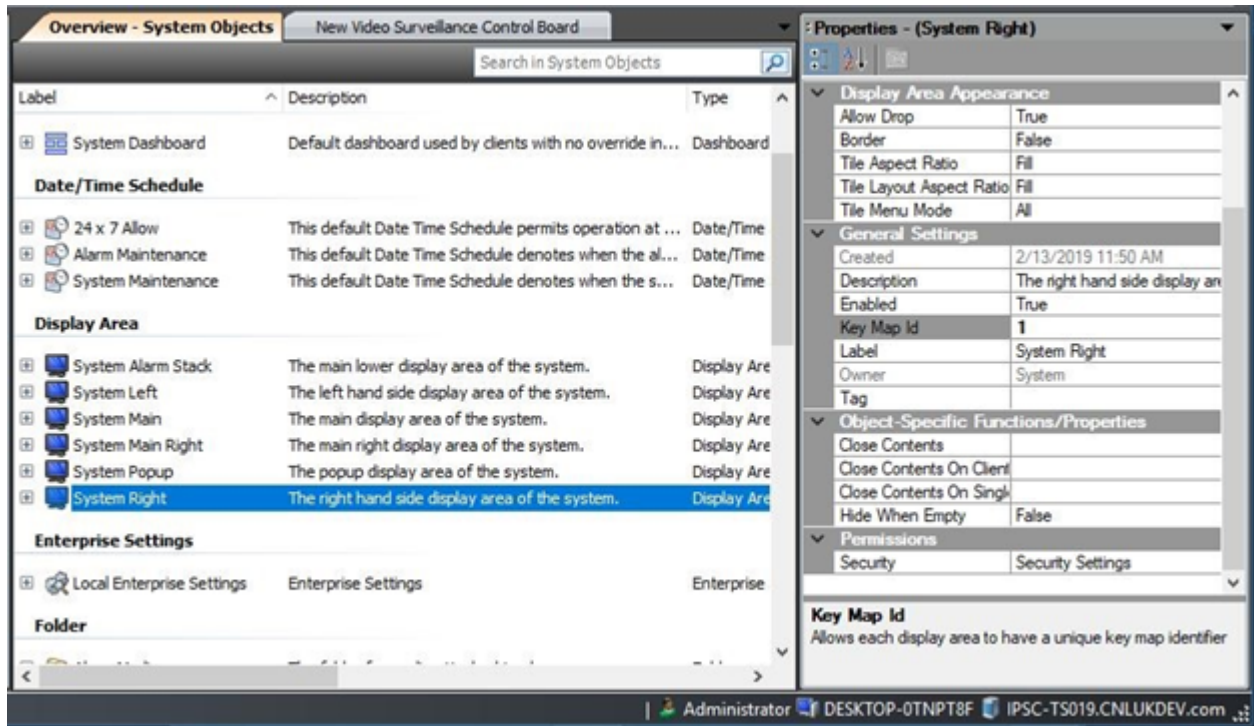 Overview - System Objects
New Video Surveillance Control Board
Search in System Objects
Label Description Type
System Dashboard Default dashboard used by clients with no override in... Dashboard
Date/Time Schedule
24 x 7 Allow This default Date Time Schedule permits operation at ... Date/Time
Alarm Maintenance This default Date Time Schedule denotes when the al... Date/Time
System Maintenance This default Date Time Schedule denotes when the s... Date/Time
Display Area
System Alarm Stack The main lower display area of the system. Display Are
System Left The left hand side display area of the system. Display Are
System Main The main display area of the system. Display Are
System Main Right The main right display area of the system. Display Are
System Popup The popup display area of the system. Display Are
System Right The right hand side display area of the system. Display Are
Enterprise Settings
Local Enterprise Settings Enterprise Settings Enterprise
Folder
Properties - (System Right)
Display Area Appearance
Allow Drop True
Border False
Tile Aspect Ratio Fill
Tile Layout Aspect Ratio Fill
Tile Menu Mode All
General Settings
Created 2/13/2019 11:50 AM
Description The right hand side display are
Enabled True
Key Map Id 1
Label System Right
Owner System
Tag
Object-Specific Functions/Properties
Close Contents
Close Contents On Client
Close Contents On Single
Hide When Empty False
Permissions
Security Security Settings
Key Map Id
Allows each display area to have a unique key map identifier
Administrator DESKTOP-0TNPT8F IPSC-TS019.CNLUKDEV.com